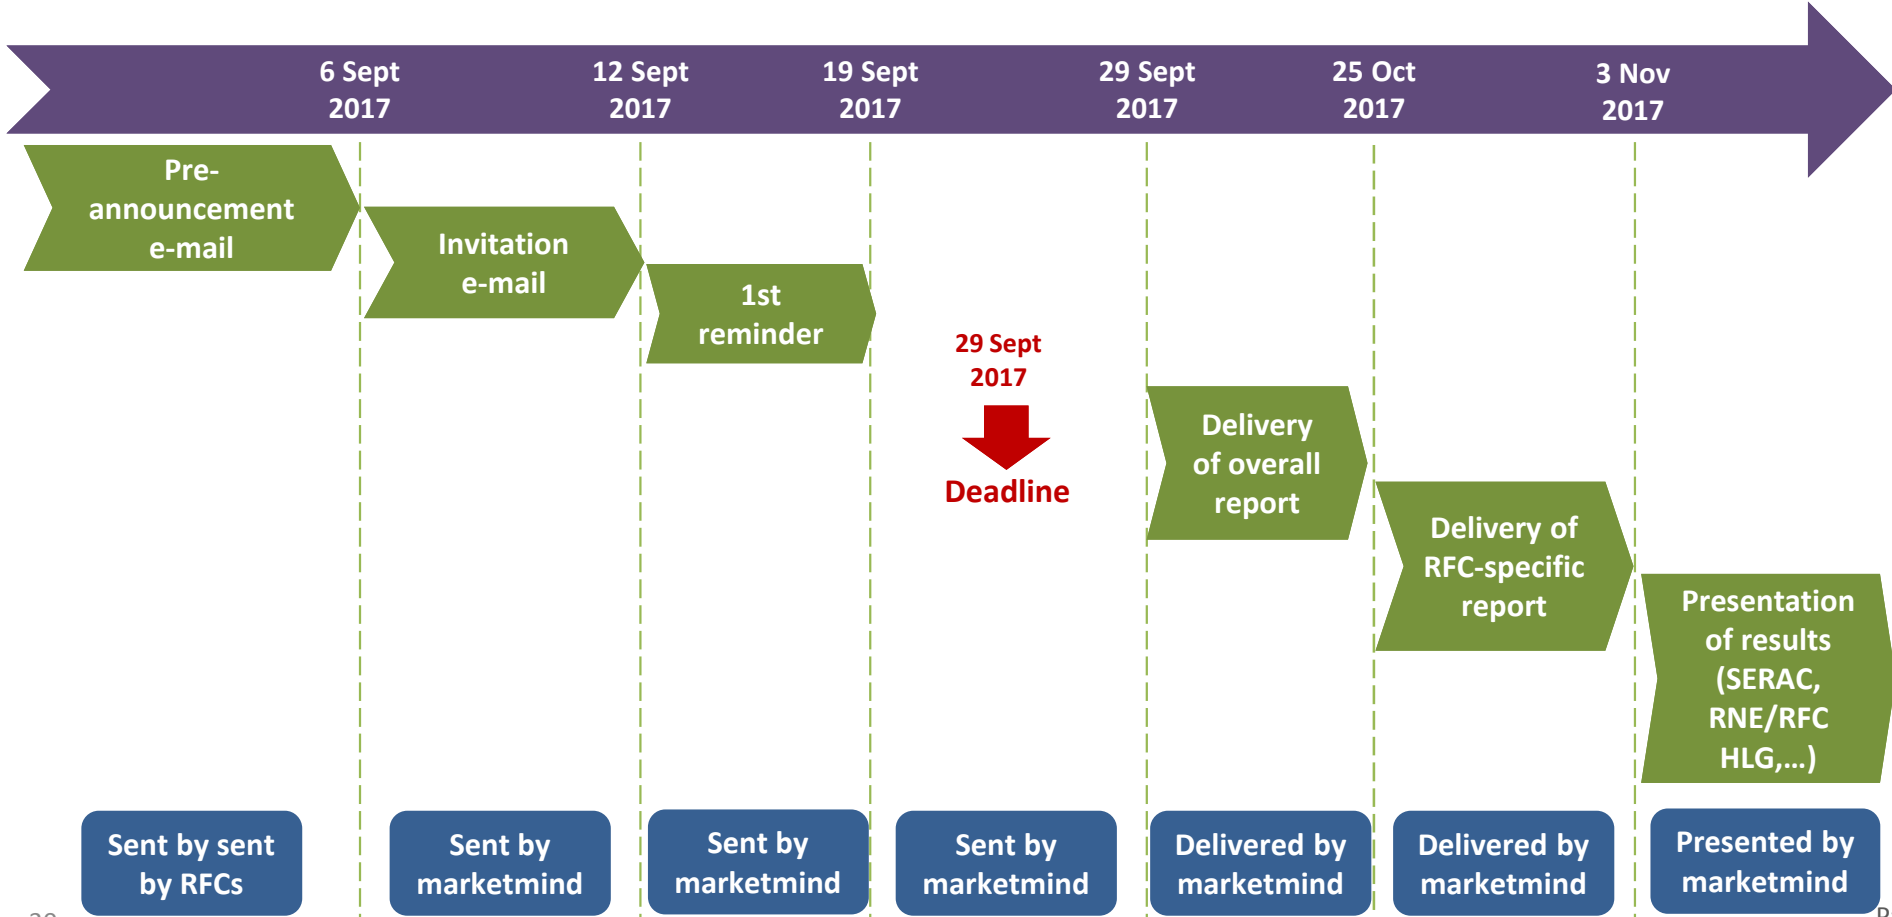 6 Sept
2017
12 Sept
2017
19 Sept
2017
29 Sept
2017
25 Oct
2017
3 Nov
2017
Pre-
announcement
e-mail
Invitation
e-mail
1st
reminder
29 Sept
2017
Deadline
Delivery
of overall
report
Delivery of
RFC-specific
report
Presentation
of results
(SERAC,
RNE/RFC
HLG,...)
Sent by sent
by RFCs
Sent by
marketmind
Sent by
marketmind
Sent by
marketmind
Delivered by
marketmind
Delivered by
marketmind
Presented by
marketmind